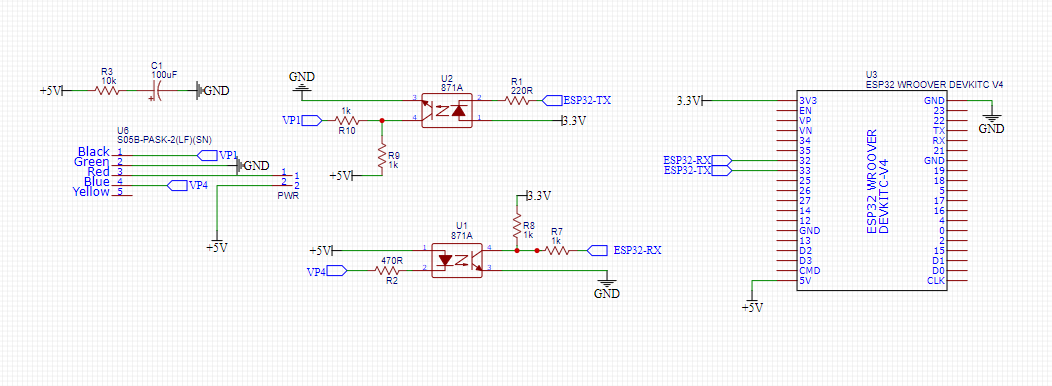 U3
ESP32 WROOVER DEVKITC V4
+5V
R3
10k
C1
100uF
GND
GND
U2
871A
3
4
2
1
R1
220R
ESP32-TX
3.3V
VP1
1k
R10
R9
1k
+5V
U6
S05B-PASK-2(LF)(SN)
Black 1
Green 2
Red 3
Blue 4
Yellow 5
VP1
GND
VP4
1 1
2 2
PWR
+5V
3.3V
R8
1k
U1
871A
+5V
1
2
4
3
R7
1k
ESP32-RX
VP4
470R
R2
GND
3.3V
ESP32-RX
ESP32-TX
+5V
3V3
EN
VP
VN
34
35
32
33
25
26
27
14
12
GND
13
D2
D3
CMD
5V
ESP32 WROOVER
DEVKITC-V4
GND
23
22
TX
RX
21
GND
19
18
5
17
16
4
0
2
15
D1
D0
CLK
GND